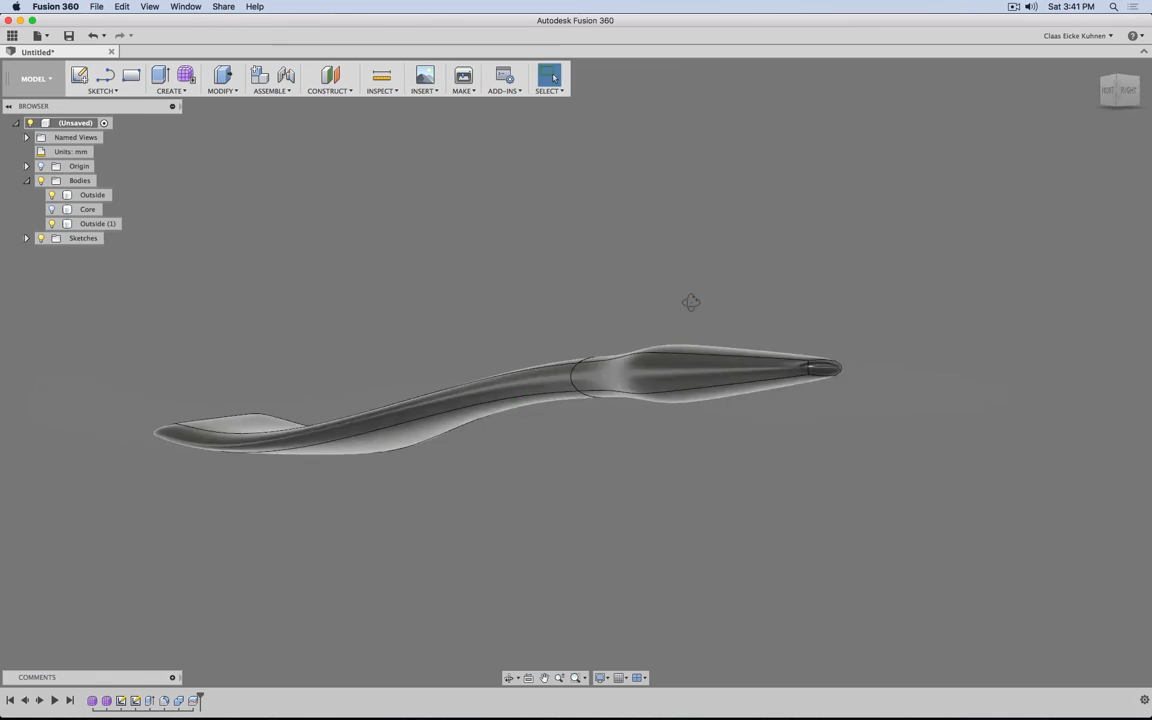 Fusion 360 File Edit View Window Share Help Sat 3:41 PM
Autodesk Fusion 360
Claas Eicke Kuhnen
Untitled*
MODEL SKETCH CREATE MODIFY ASSEMBLE CONSTRUCT INSPECT INSERT MAKE ADD-INS SELECT
RIGHT
BROWSER
(Unsaved)
Named Views
Units: mm
Origin
Bodies
Outside
Core
Outside (1)
Sketches
COMMENTS